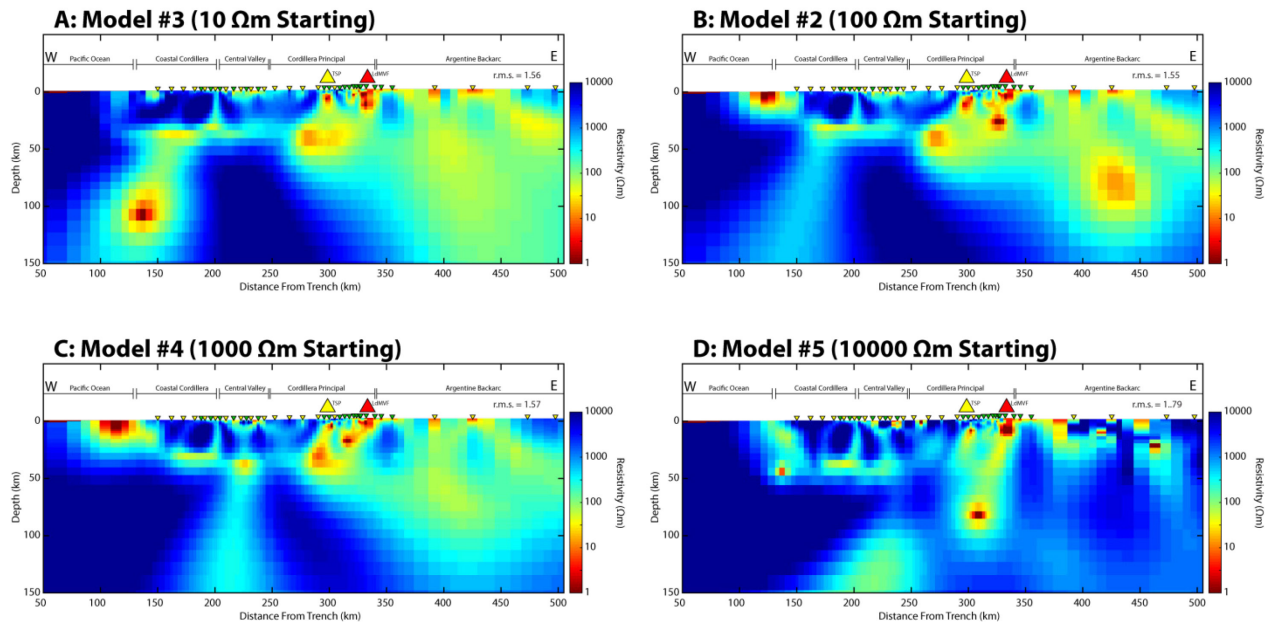 A: Model #3 (10 Ωm Starting)
W E
Pacific Ocean Coastal Cordillera Central Valley Cordillera Principal Argentine Backarc
TSP LdMVF r.m.s. = 1.56
0
50
100
150
Depth (km)
50 100 150 200 250 300 350 400 450 500
Distance From Trench (km)
10000
1000
100
10
1
Resistivity (Ωm)
B: Model #2 (100 Ωm Starting)
W E
Pacific Ocean Coastal Cordillera Central Valley Cordillera Principal Argentine Backarc
TSP LdMVF r.m.s. = 1.55
0
50
100
150
Depth (km)
50 100 150 200 250 300 350 400 450 500
Distance From Trench (km)
10000
1000
100
10
1
Resistivity (Ωm)
C: Model #4 (1000 Ωm Starting)
W E
Pacific Ocean Coastal Cordillera Central Valley Cordillera Principal Argentine Backarc
TSP LdMVF r.m.s. = 1.57
0
50
100
150
Depth (km)
50 100 150 200 250 300 350 400 450 500
Distance From Trench (km)
10000
1000
100
10
1
Resistivity (Ωm)
D: Model #5 (10000 Ωm Starting)
W E
Pacific Ocean Coastal Cordillera Central Valley Cordillera Principal Argentine Backarc
TSP LdMVF r.m.s. = 1..79
0
50
100
150
Depth (km)
50 100 150 200 250 300 350 400 450 500
Distance From Trench (km)
10000
1000
100
10
1
Resistivity (Ωm)